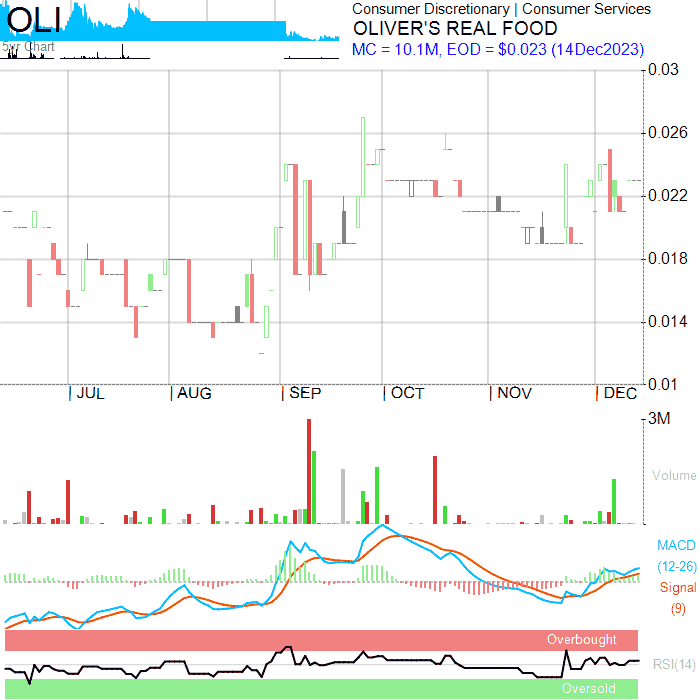 OLI
Consumer Discretionary | Consumer Services
OLIVER'S REAL FOOD
MC = 10.1M, EOD = $0.023 (14Dec2023)
5yr Chart
0.03
0.026
0.022
0.018
0.014
0.01
JUL
AUG
SEP
OCT
NOV
DEC
3M
Volume
MACD
(12-26)
Signal
(9)
Overbought
RSI(14)
Oversold